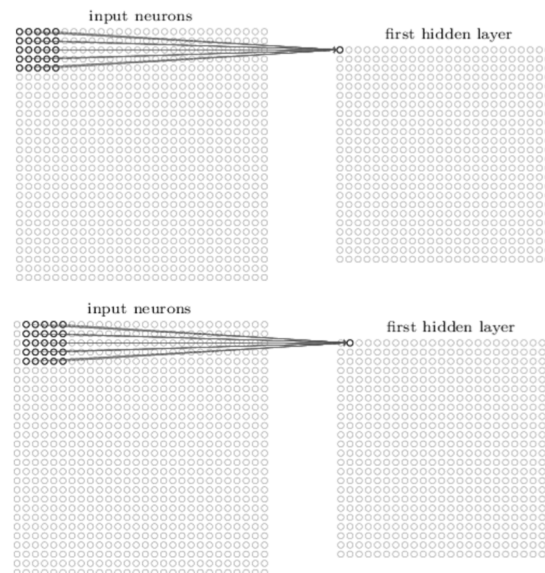 input neurons
first hidden layer
input neurons
first hidden layer